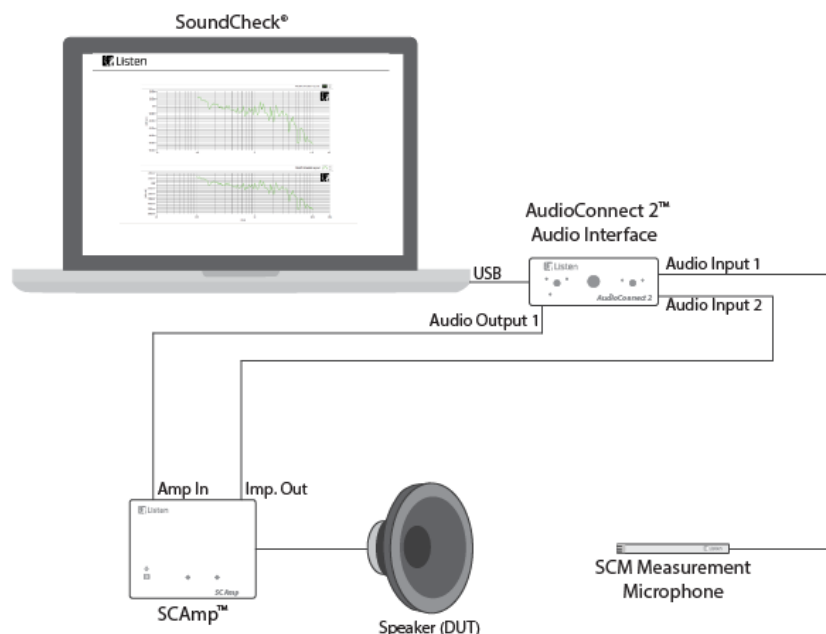 SoundCheck®
Listen
AudioConnect 2™
Audio Interface
USB
Listen
AudioConnect 2
Audio Input 1
Audio Input 2
Audio Output 1
Amp In
Imp. Out
Listen
SC Amp
SCAmp™
Speaker (DUT)
Listen
SCM Measurement
Microphone